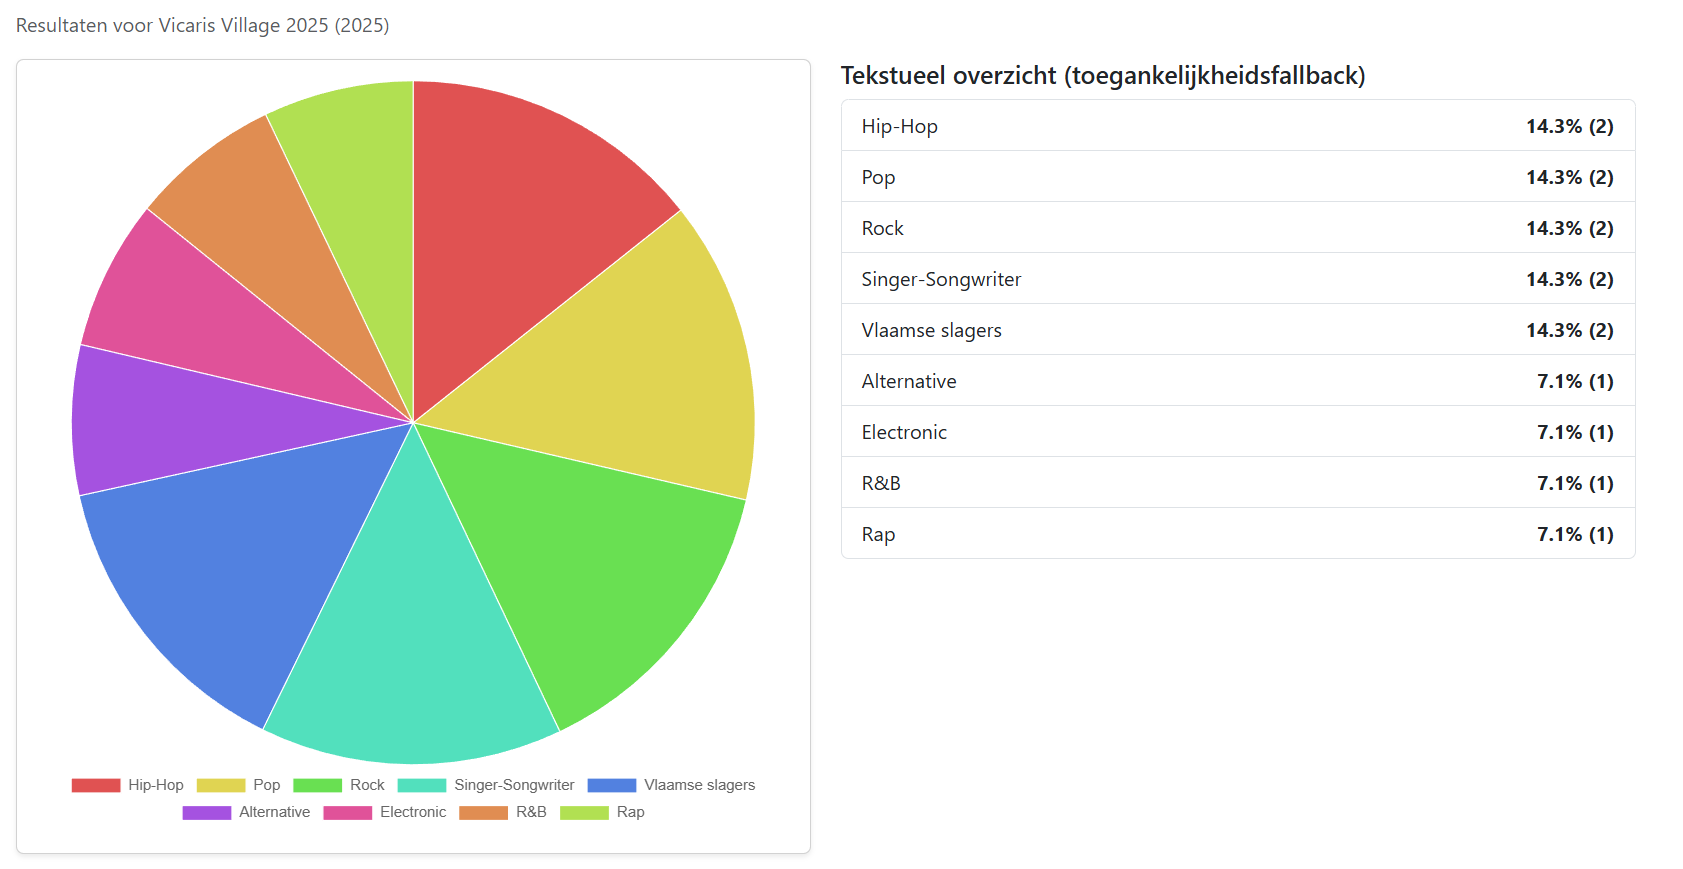 Resultaten voor Vicaris Village 2025 (2025)
Hip-Hop Pop Rock Singer-Songwriter Vlaamse slagers
Alternative Electronic R&B Rap
Tekstueel overzicht (toegankelijkheidsfallback)
Hip-Hop 14.3% (2)
Pop 14.3% (2)
Rock 14.3% (2)
Singer-Songwriter 14.3% (2)
Vlaamse slagers 14.3% (2)
Alternative 7.1% (1)
Electronic 7.1% (1)
R&B 7.1% (1)
Rap 7.1% (1)